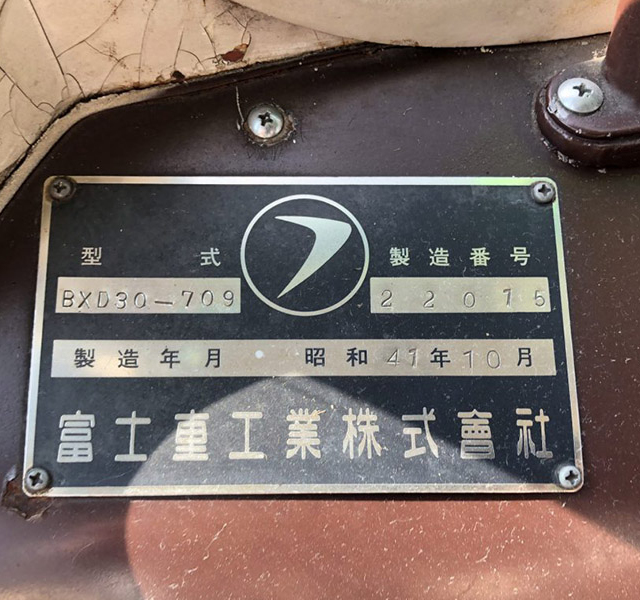 型式 製造番号
BXD30-709 22015
製造年月 昭和41年10月
富士重工業株式會社